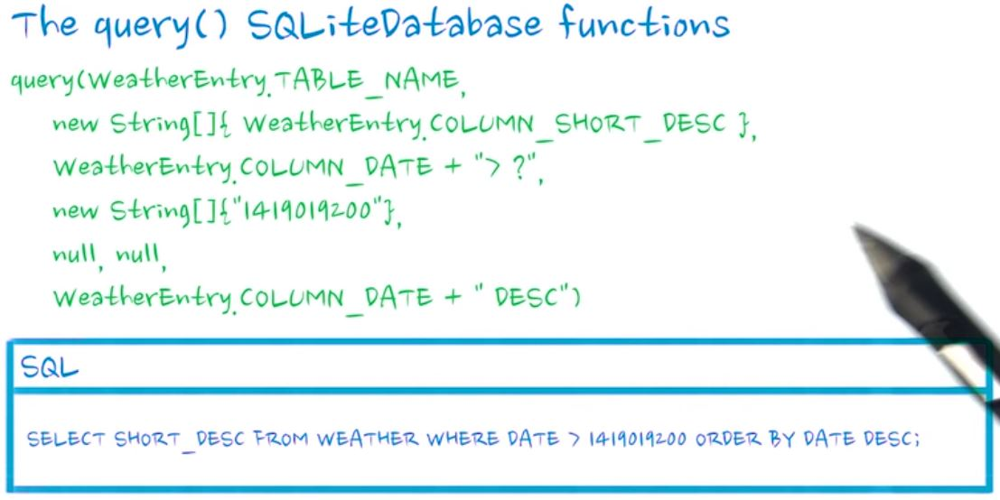 The query() SQLiteDatabase functions
query(WeatherEntry.TABLE_NAME,
new String[]{ WeatherEntry.COLUMN_SHORT_DESC },
WeatherEntry.COLUMN_DATE + "> ?",
new String[]{"1419019200"},
null, null,
WeatherEntry.COLUMN_DATE + " DESC")
SQL
SELECT SHORT_DESC FROM WEATHER WHERE DATE > 1419019200 ORDER BY DATE DESC;